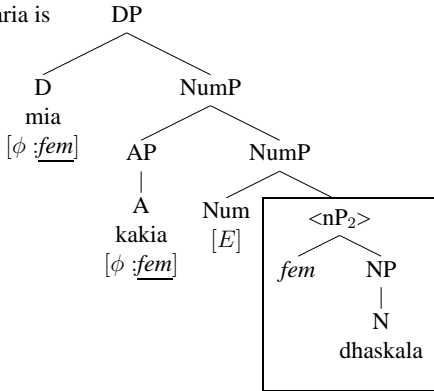 aria is DP
D NumP
mia
[ϕ :fem]
AP NumP
A Num <nP₂>
kakia [E]
[ϕ :fem]
fem NP
N
dhaskala